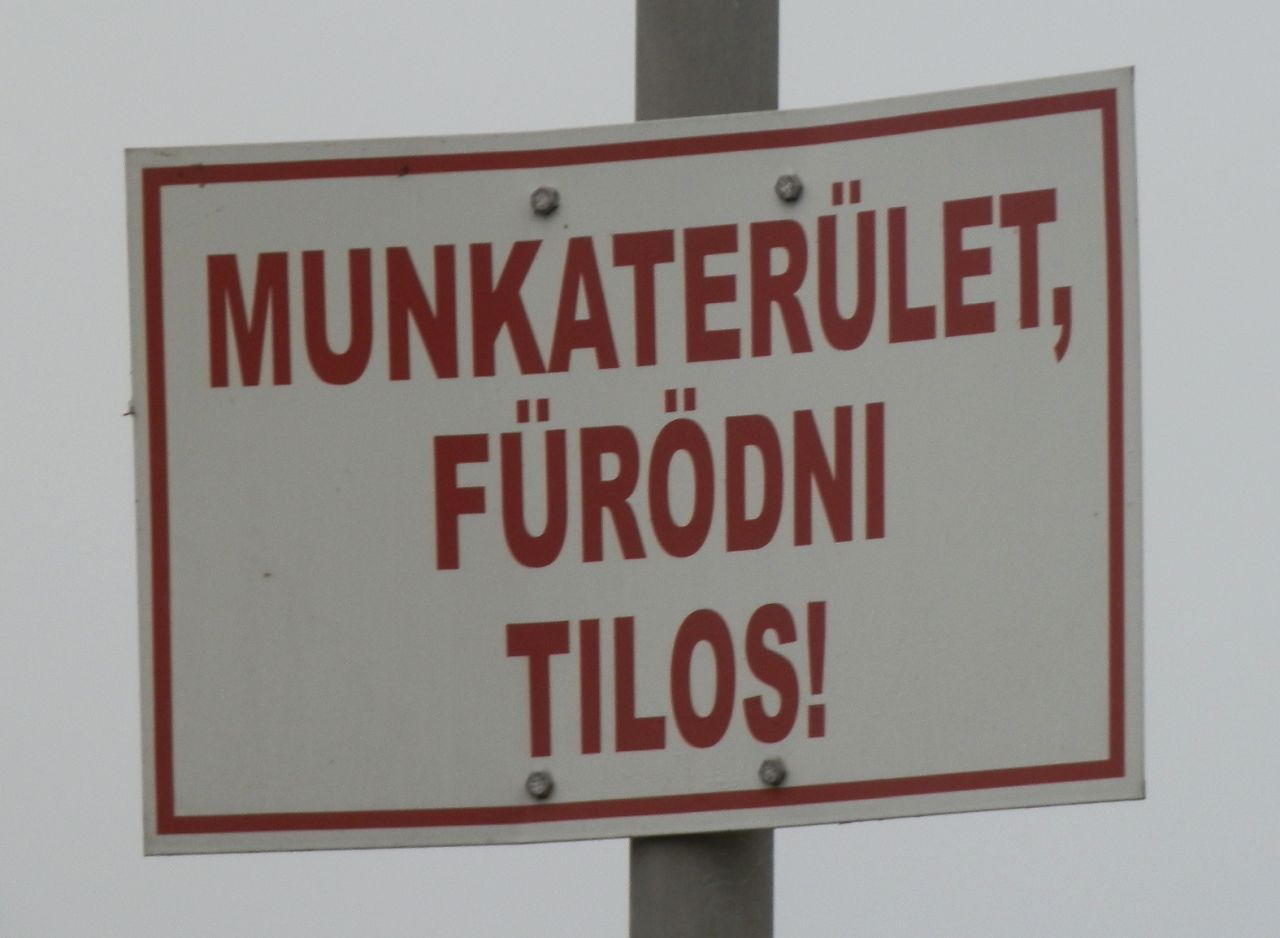 MUNKATERÜLET,
FÜRÖDNI
TILOS!